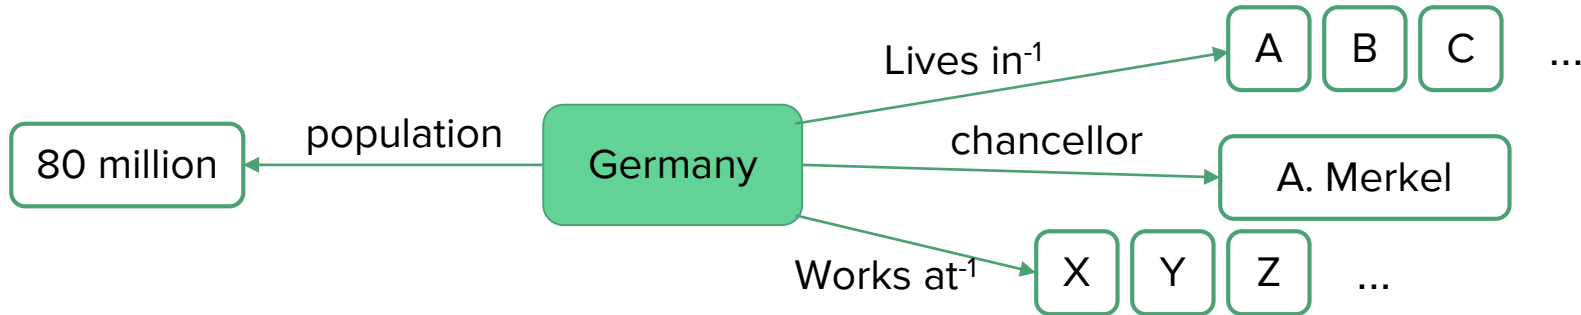 Lives in-1
A B C ...
population
chancellor
80 million
Germany
A. Merkel
Works at-1
X Y Z ...